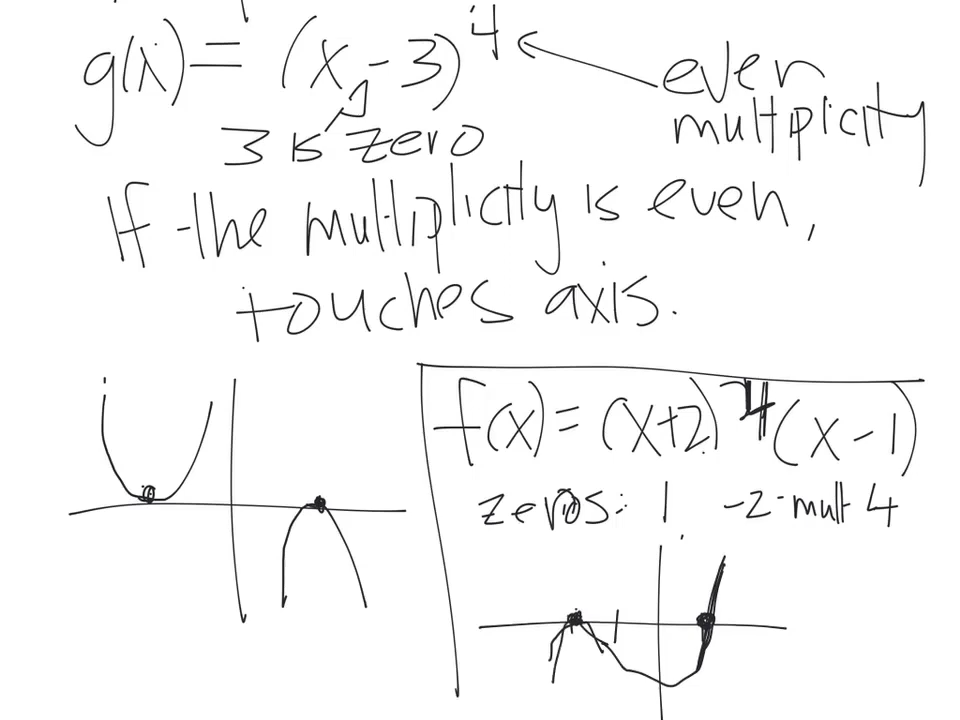 g(x) = (x - 3)^4
even
multplicity
3 is zero
If the multiplicity is even,
touches axis.
f(x) = (x+2)^4 (x - 1)
zeros: 1, -2 - mult 4